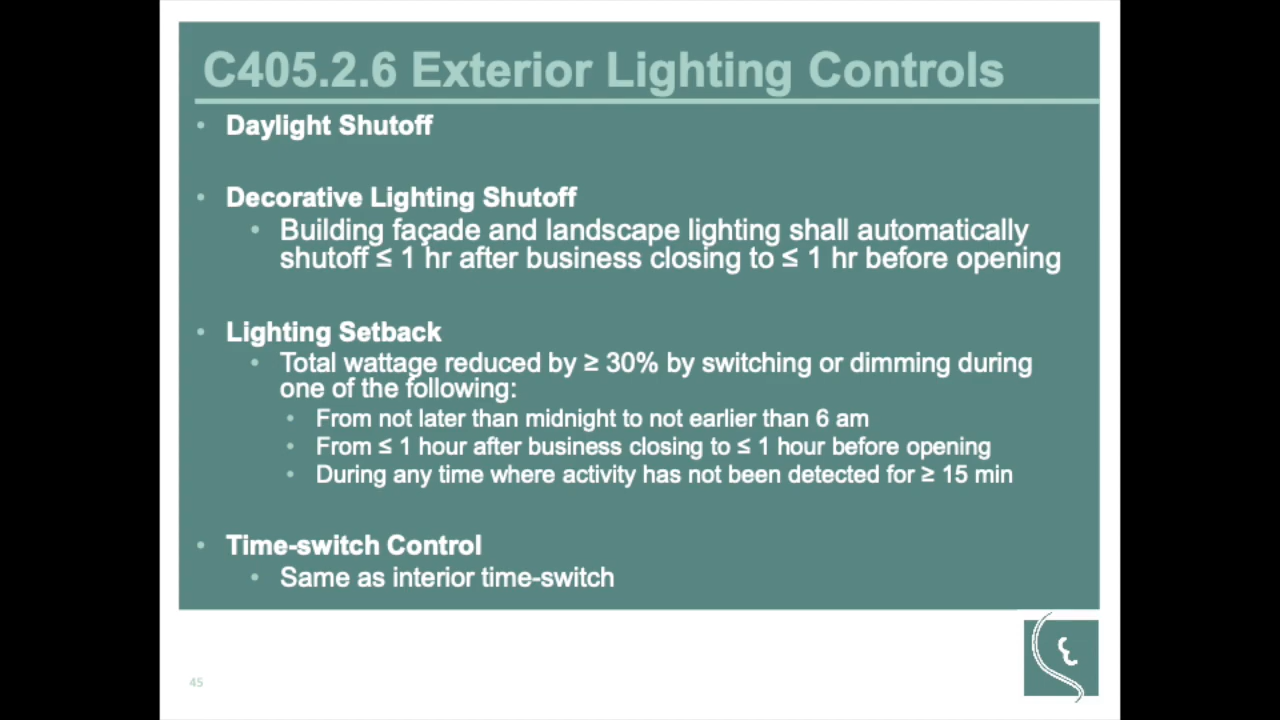 C405.2.6 Exterior Lighting Controls
• Daylight Shutoff
• Decorative Lighting Shutoff
• Building façade and landscape lighting shall automatically
shutoff ≤ 1 hr after business closing to ≤ 1 hr before opening
• Lighting Setback
• Total wattage reduced by ≥ 30% by switching or dimming during
one of the following:
• From not later than midnight to not earlier than 6 am
• From ≤ 1 hour after business closing to ≤ 1 hour before opening
• During any time where activity has not been detected for ≥ 15 min
• Time-switch Control
• Same as interior time-switch
45